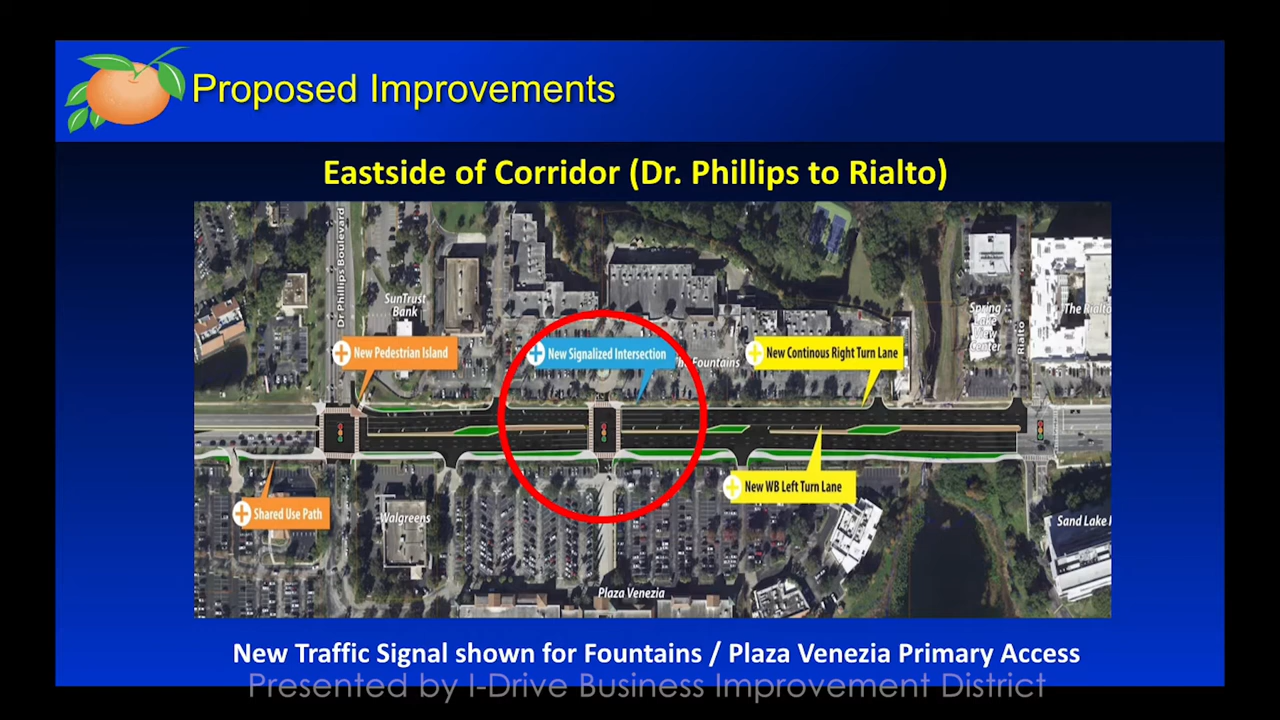 Proposed Improvements
Eastside of Corridor (Dr. Phillips to Rialto)
Dr Phillips Boulevard
SunTrust
Bank
New Pedestrian Island
New Signalized Intersection
The Fountains
New Continous Right Turn Lane
Spring
Lake
Center
Rialto
The Rialto
Shared Use Path
Walgreens
New WB Left Turn Lane
Sand Lake
Plaza Venezia
New Traffic Signal shown for Fountains / Plaza Venezia Primary Access
Presented by I-Drive Business Improvement District